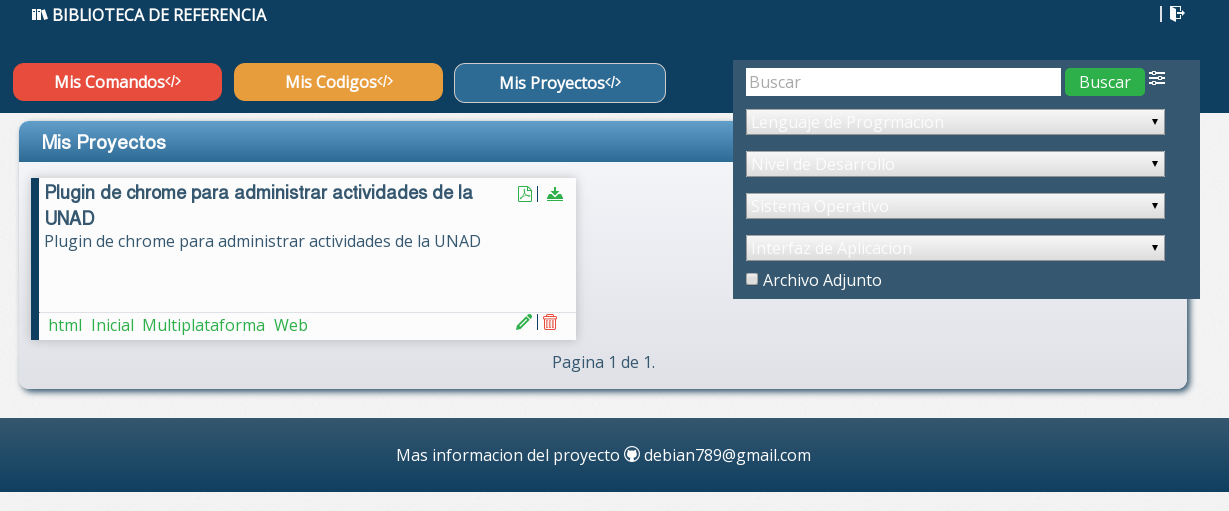 BIBLIOTECA DE REFERENCIA
Mis Comandos</>
Mis Codigos</>
Mis Proyectos</>
Buscar
Buscar
Lenguaje de Progrmacion
Nivel de Desarrollo
Sistema Operativo
Interfaz de Aplicacion
Archivo Adjunto
Mis Proyectos
Plugin de chrome para administrar actividades de la
UNAD
Plugin de chrome para administrar actividades de la UNAD
html Inicial Multiplataforma Web
Pagina 1 de 1.
Mas informacion del proyecto debian789@gmail.com